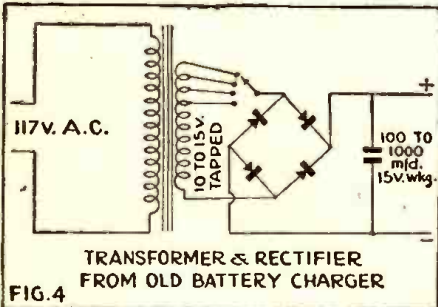 117V. A.C.
10 TO 15V.
TAPPED
+
100 TO
1000
mfd.
15V.wkg.
−
TRANSFORMER & RECTIFIER
FROM OLD BATTERY CHARGER
FIG.4